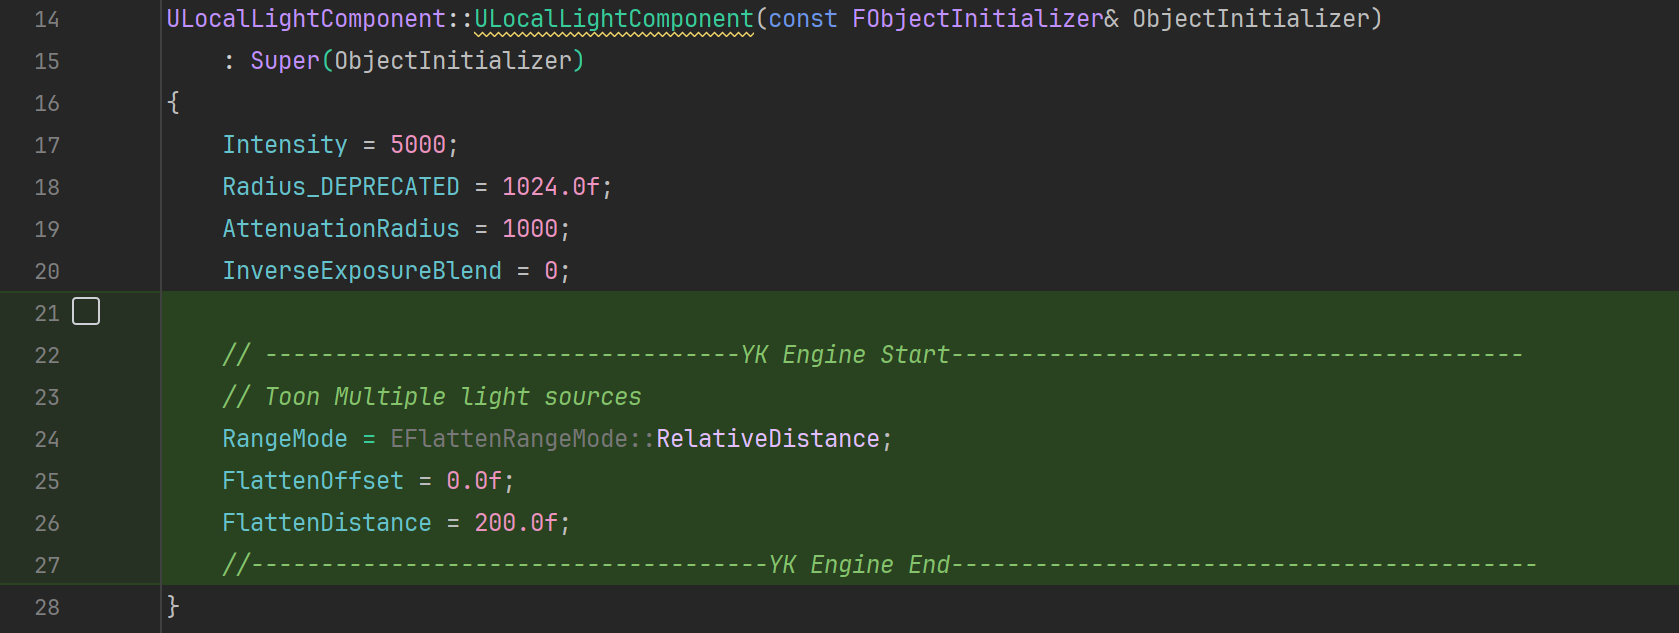 14 ULocalLightComponent::ULocalLightComponent(const FObjectInitializer& ObjectInitializer)
15     : Super(ObjectInitializer)
16 {
17     Intensity = 5000;
18     Radius_DEPRECATED = 1024.0f;
19     AttenuationRadius = 1000;
20     InverseExposureBlend = 0;
21
22     // ----------------------------------YK Engine Start-----------------------------------------
23     // Toon Multiple light sources
24     RangeMode = EFlattenRangeMode::RelativeDistance;
25     FlattenOffset = 0.0f;
26     FlattenDistance = 200.0f;
27     //-------------------------------------YK Engine End------------------------------------------
28 }